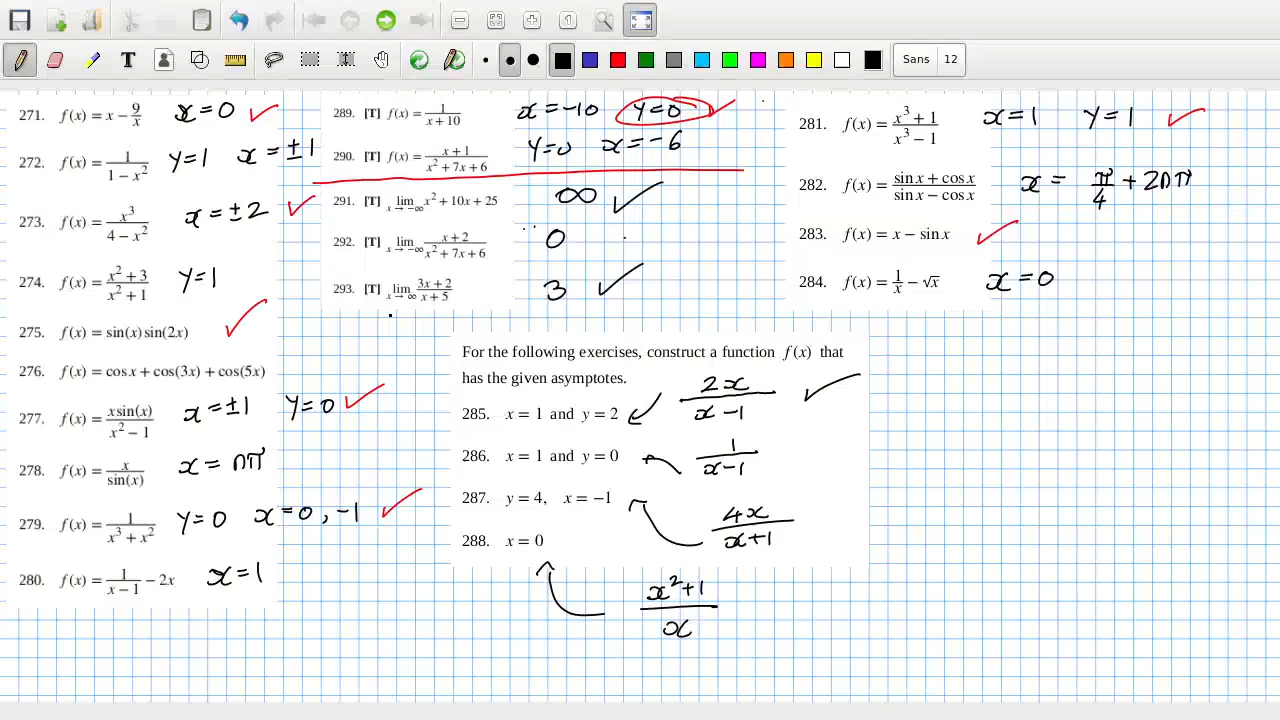 T
Sans 12
271. f(x) = x − 9/x x=0
272. f(x) = 1/(1 − x²) y=1 x=±1
273. f(x) = x³/(4 − x²) x=±2
274. f(x) = (x² + 3)/(x² + 1) y=1
275. f(x) = sin(x) sin(2x)
276. f(x) = cos x + cos(3x) + cos(5x)
277. f(x) = x sin(x)/(x² − 1) x=±1 y=0
278. f(x) = x/sin(x) x=nπ
279. f(x) = 1/(x³ + x²) y=0 x=0,-1
280. f(x) = 1/(x − 1) − 2x x=1
289. [T] f(x) = 1/(x + 10) x=-10 y=0
290. [T] f(x) = (x + 1)/(x² + 7x + 6) y=0 x=-6
291. [T] lim x→−∞ x² + 10x + 25 ∞
292. [T] lim x→−∞ (x + 2)/(x² + 7x + 6) 0
293. [T] lim x→∞ (3x + 2)/(x + 5) 3
281. f(x) = (x³ + 1)/(x³ − 1) x=1 y=1
282. f(x) = (sin x + cos x)/(sin x − cos x) x = π/4 + 2nπ
283. f(x) = x − sin x
284. f(x) = 1/x − √x x=0
For the following exercises, construct a function f(x) that
has the given asymptotes.
285. x = 1 and y = 2 2x/(x-1)
286. x = 1 and y = 0 1/(x-1)
287. y = 4, x = −1 4x/(x+1)
288. x = 0 (x²+1)/x